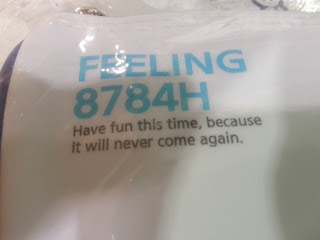 FEELING
8784H
Have fun this time, because
it will never come again.